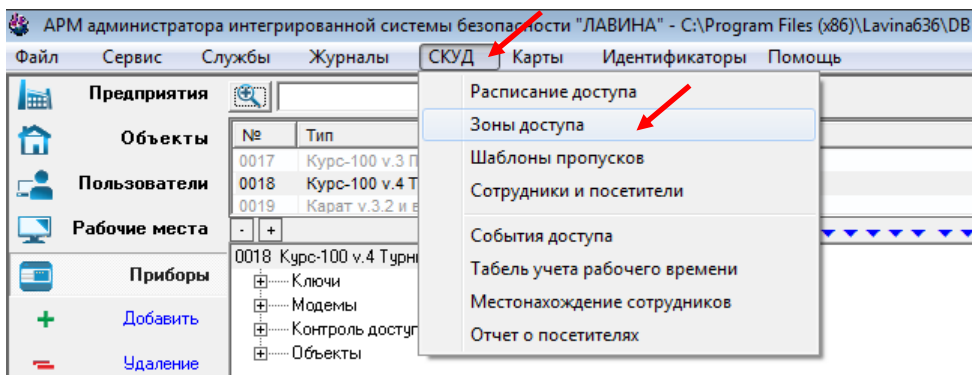 АРМ администратора интегрированной системы безопасности "ЛАВИНА" - C:\Program Files (x86)\Lavina636\DB
Файл Сервис Службы Журналы СКУД Карты Идентификаторы Помощь
Предприятия
Объекты
Пользователи
Рабочие места
Приборы
Добавить
Удаление
№ Тип
0017 Курс-100 v.3 П
0018 Курс-100 v.4 Т
0019 Карат v.3.2 и в
- +
0018 Курс-100 v.4 Турн
Ключи
Модемы
Контроль доступ
Объекты
Расписание доступа
Зоны доступа
Шаблоны пропусков
Сотрудники и посетители
События доступа
Табель учета рабочего времени
Местонахождение сотрудников
Отчет о посетителях